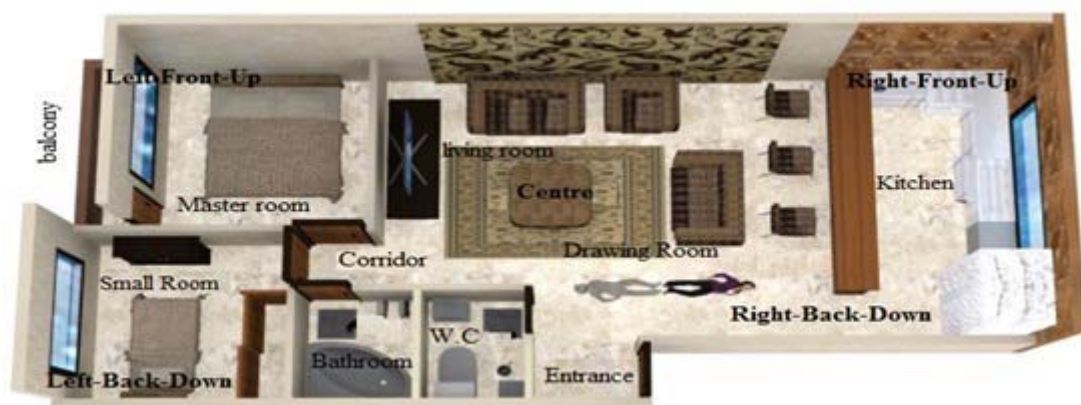 Left-Front-Up
Right-Front-Up
balcony
living room
Kitchen
Centre
Master room
Drawing Room
Corridor
Small Room
Right-Back-Down
W.C
Bathroom
Entrance
Left-Back-Down